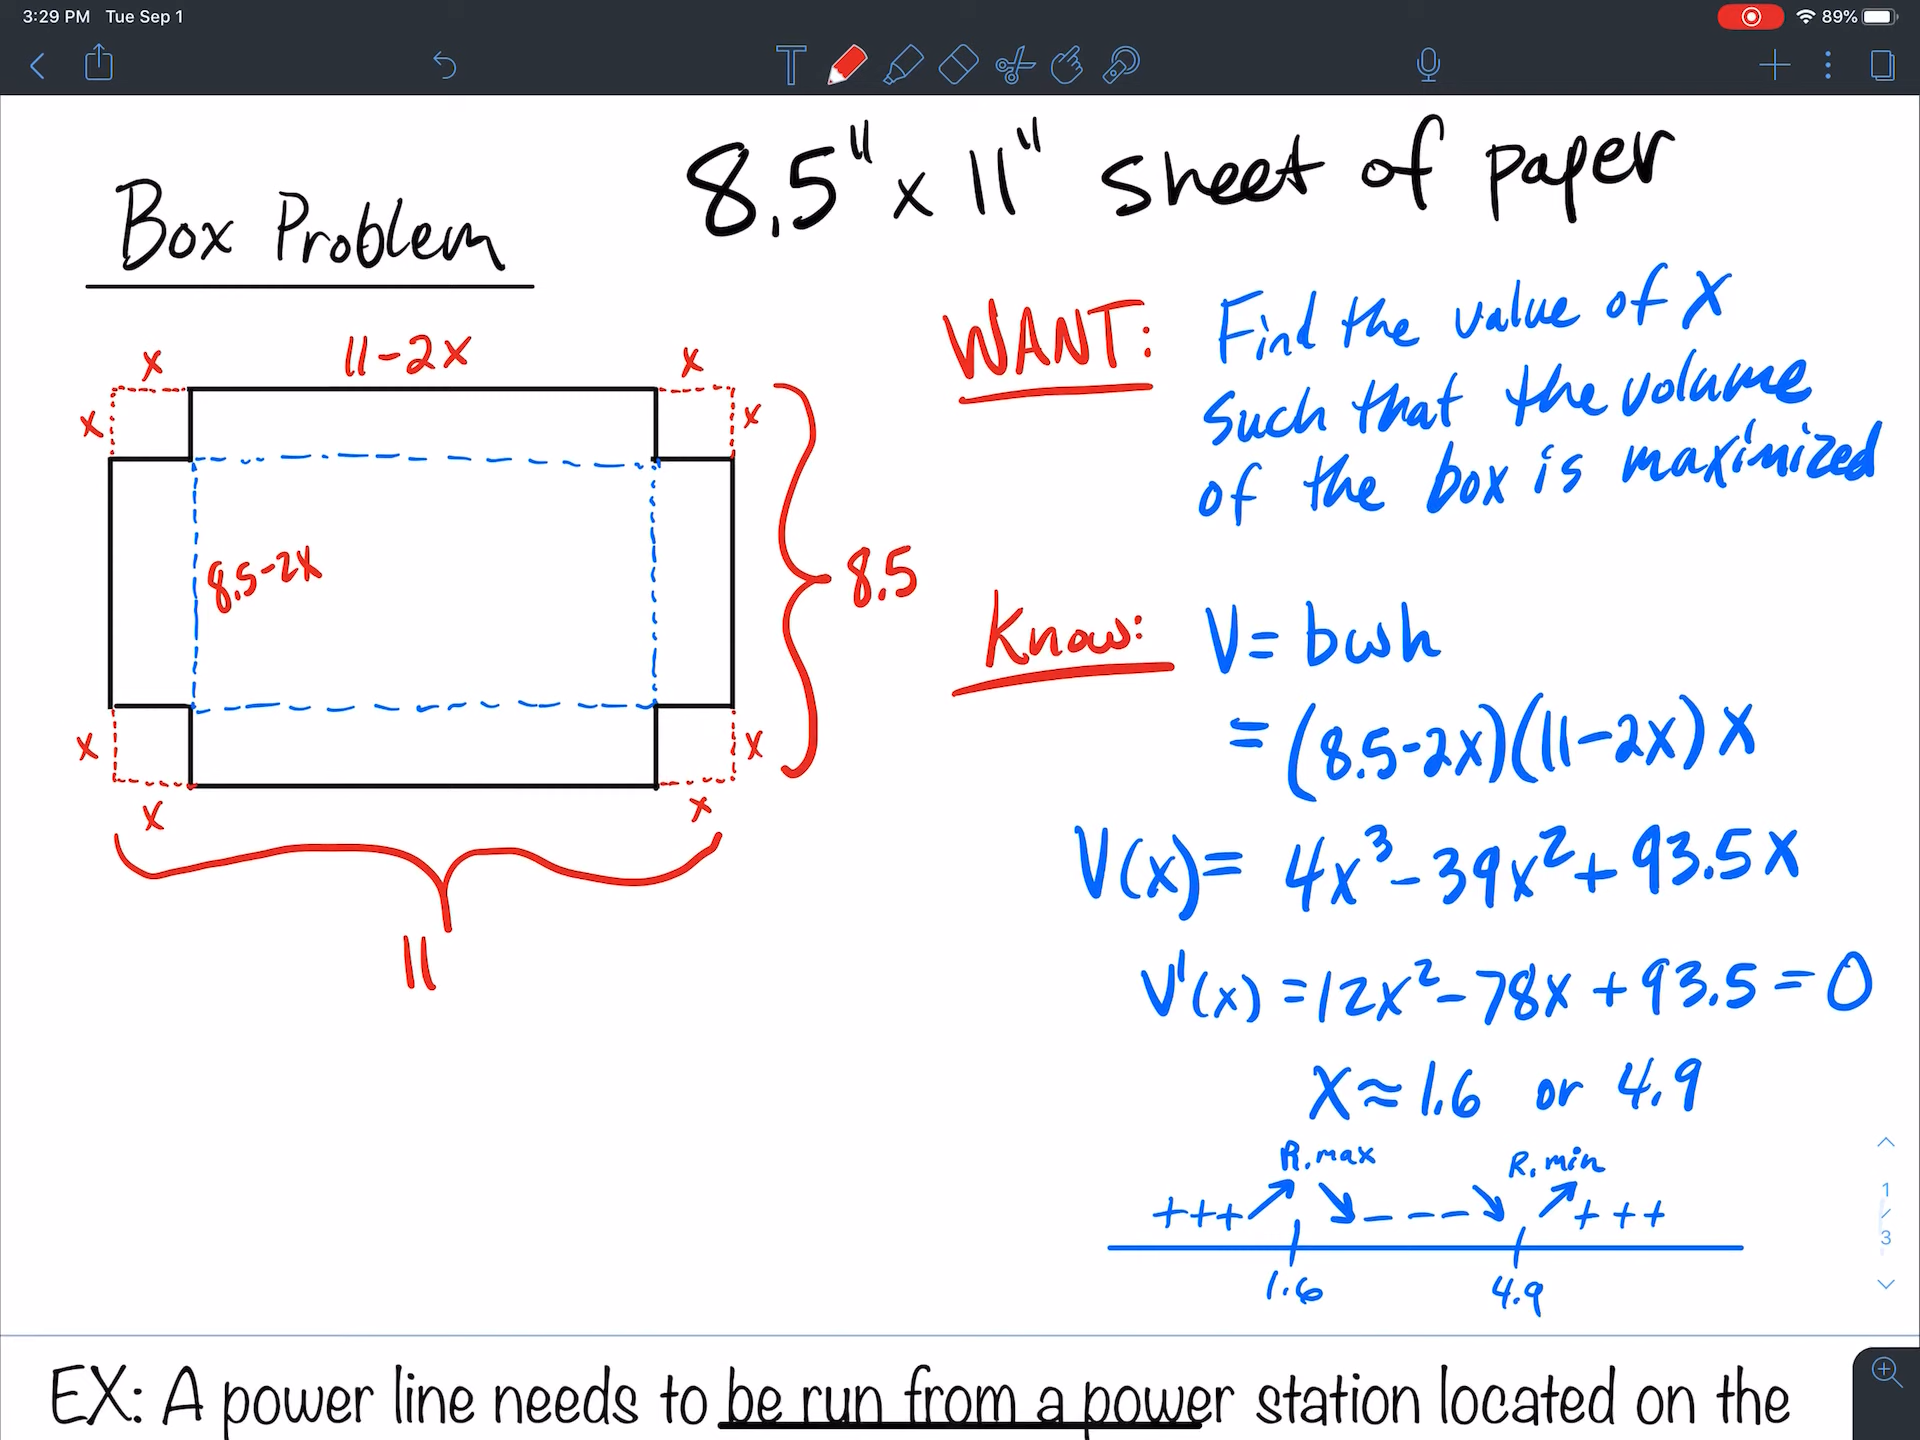 3:29 PM Tue Sep 1
89%
8.5" x 11" sheet of paper
Box Problem
WANT: Find the value of x
such that the volume
of the box is maximized
x 11-2x x
x x
8.5-2x
8.5
x x
x x
11
Know: V = bwh
= (8.5-2x)(11-2x) x
V(x) = 4x³ - 39x² + 93.5x
V'(x) = 12x² - 78x + 93.5 = 0
x ≈ 1.6 or 4.9
R. max R. min
+++ ---- +++
1.6 4.9
1
/
3
EX: A power line needs to be run from a power station located on the